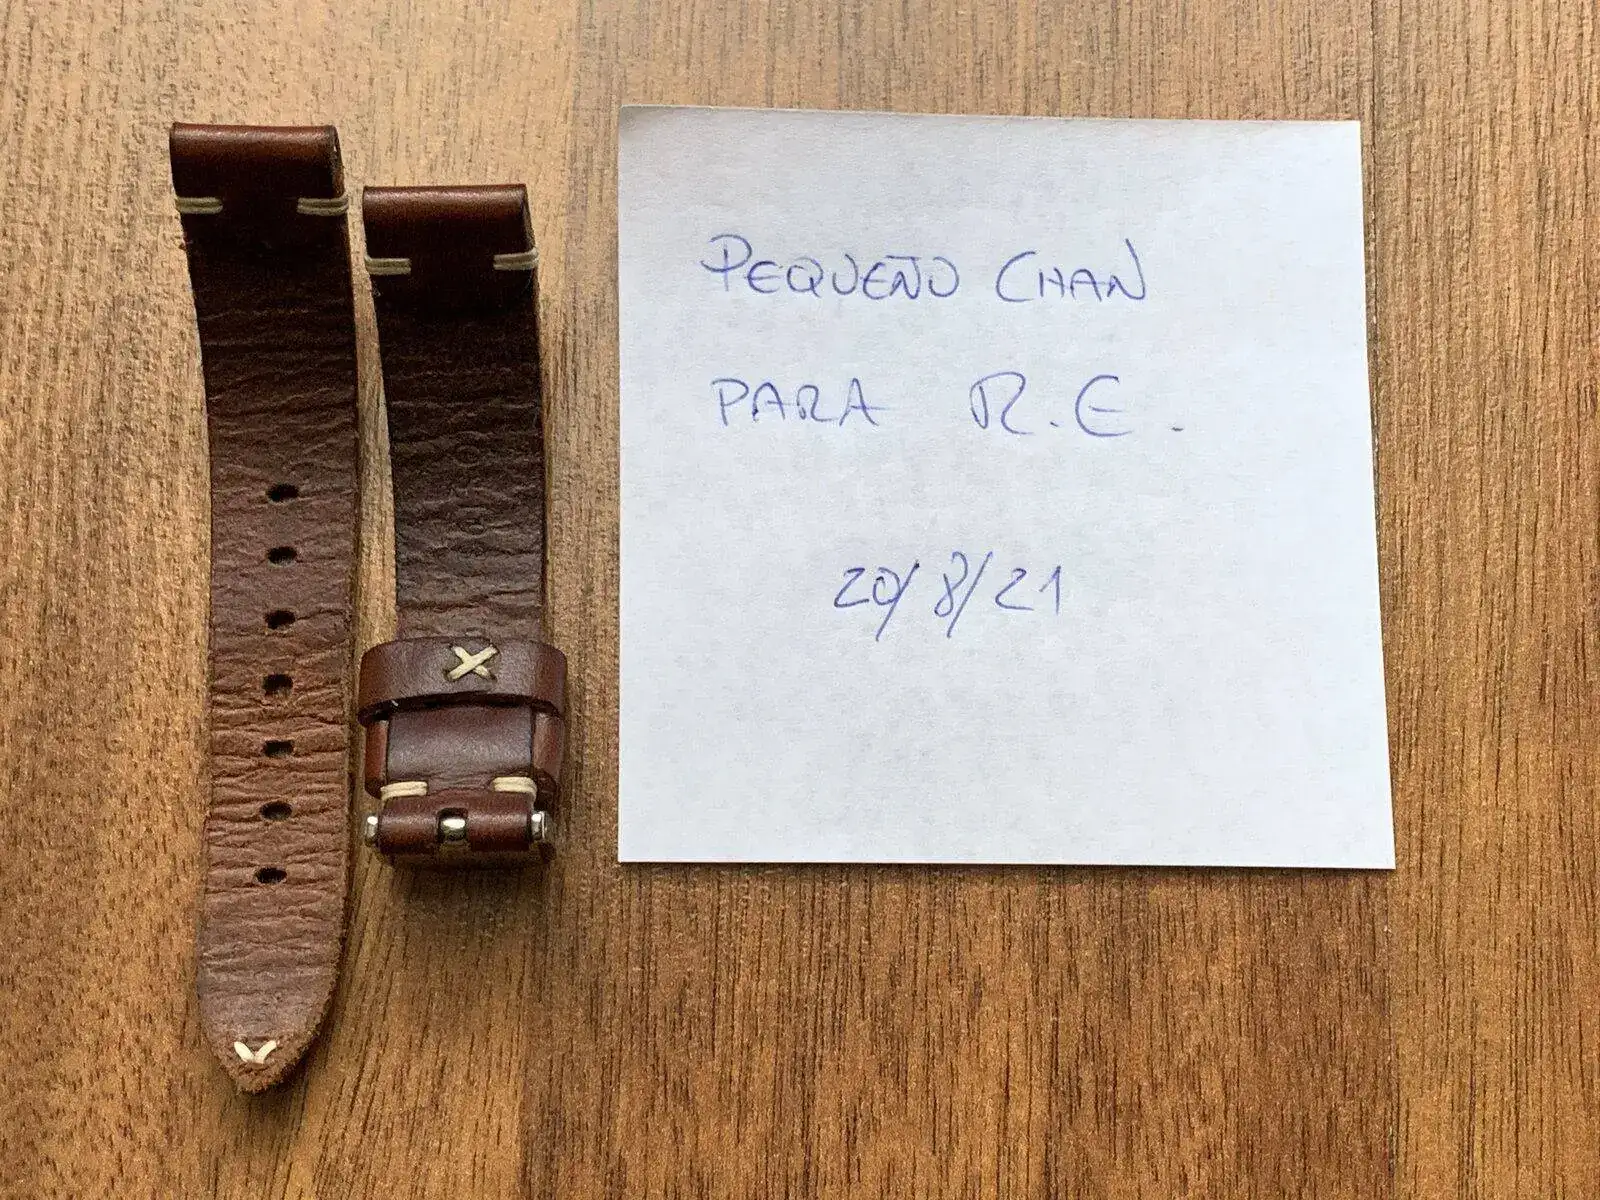 PEQUEÑO CHAN
PARA R.E.
20/8/21